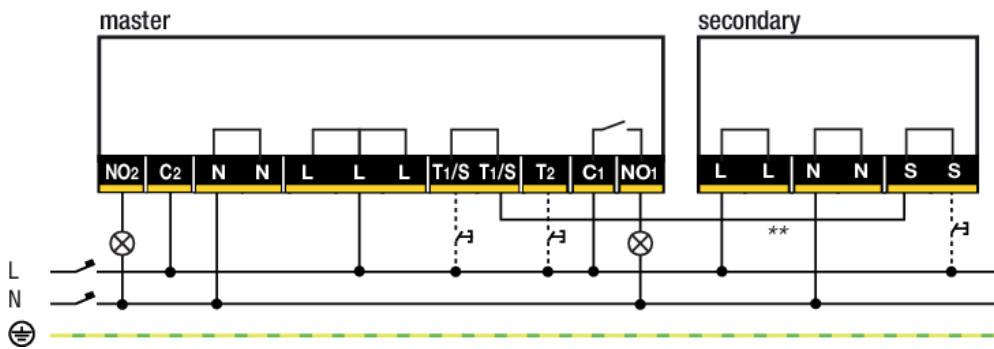 master secondary
NO2 C2 N N L L L T1/S T1/S T2 C1 NO1 L L N N S S
**
L
N